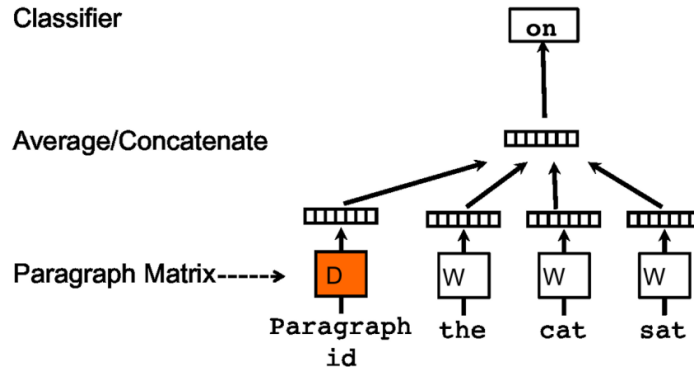 Classifier
on
Average/Concatenate
Paragraph Matrix
D
W
W
W
Paragraph
id
the
cat
sat